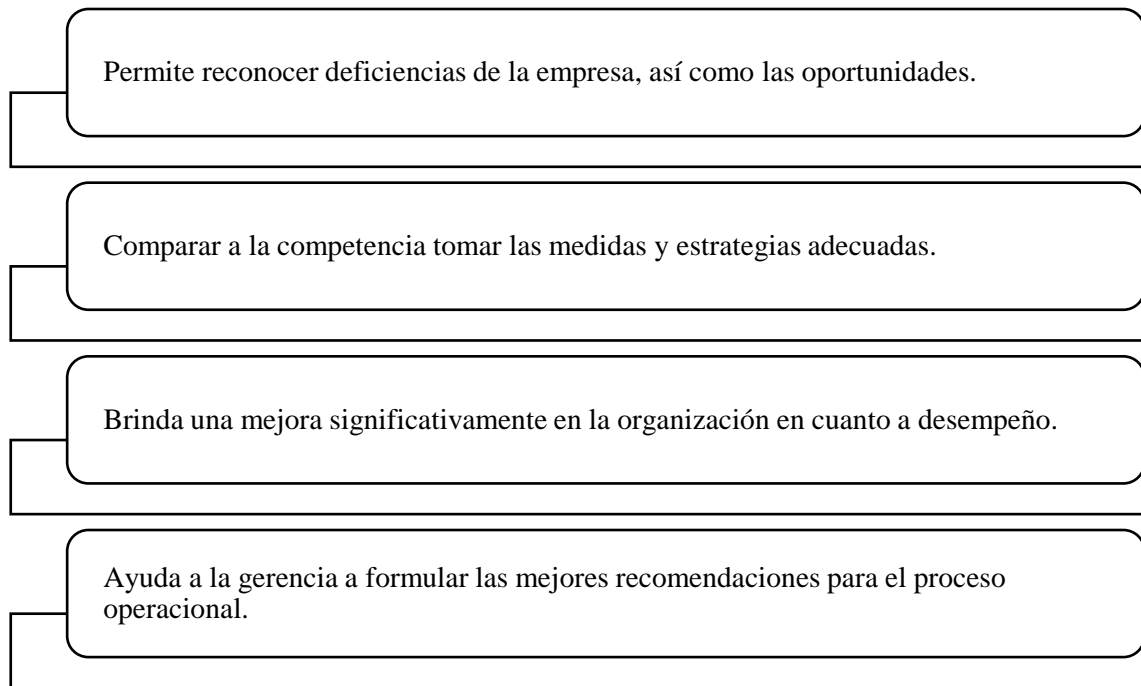 Permite reconocer deficiencias de la empresa, así como las oportunidades.
Comparar a la competencia tomar las medidas y estrategias adecuadas.
Brinda una mejora significativamente en la organización en cuanto a desempeño.
Ayuda a la gerencia a formular las mejores recomendaciones para el proceso
operacional.